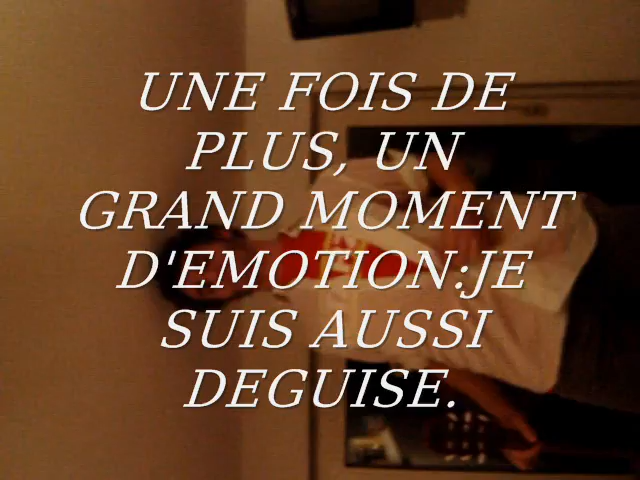 UNE FOIS DE
PLUS, UN
GRAND MOMENT
D'EMOTION:JE
SUIS AUSSI
DEGUISE.